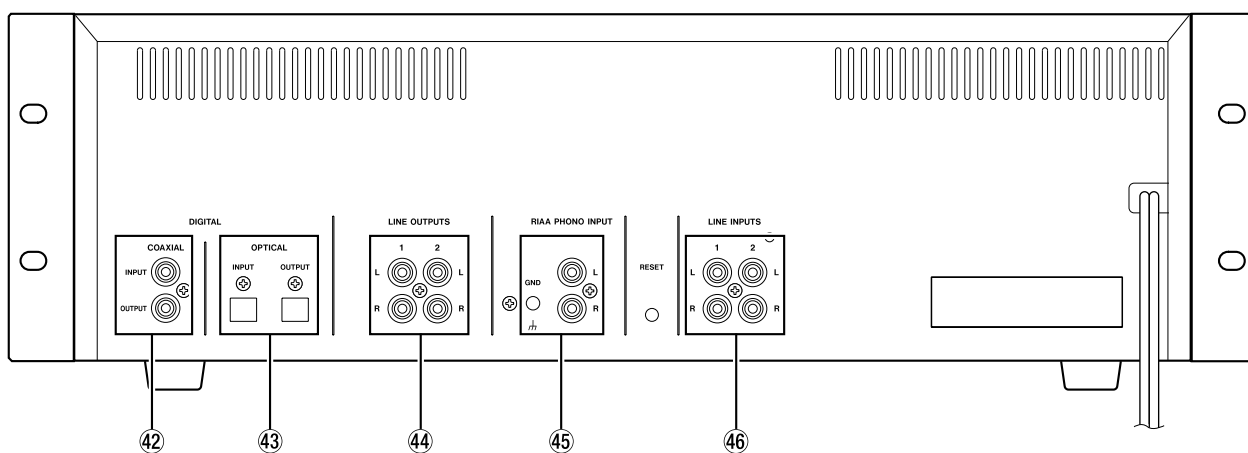 DIGITAL
COAXIAL
INPUT
OUTPUT
OPTICAL
INPUT OUTPUT
LINE OUTPUTS
1 2
L L
R R
RIAA PHONO INPUT
GND
L
R
RESET
LINE INPUTS
1 2
L L
R R
42 43 44 45 46